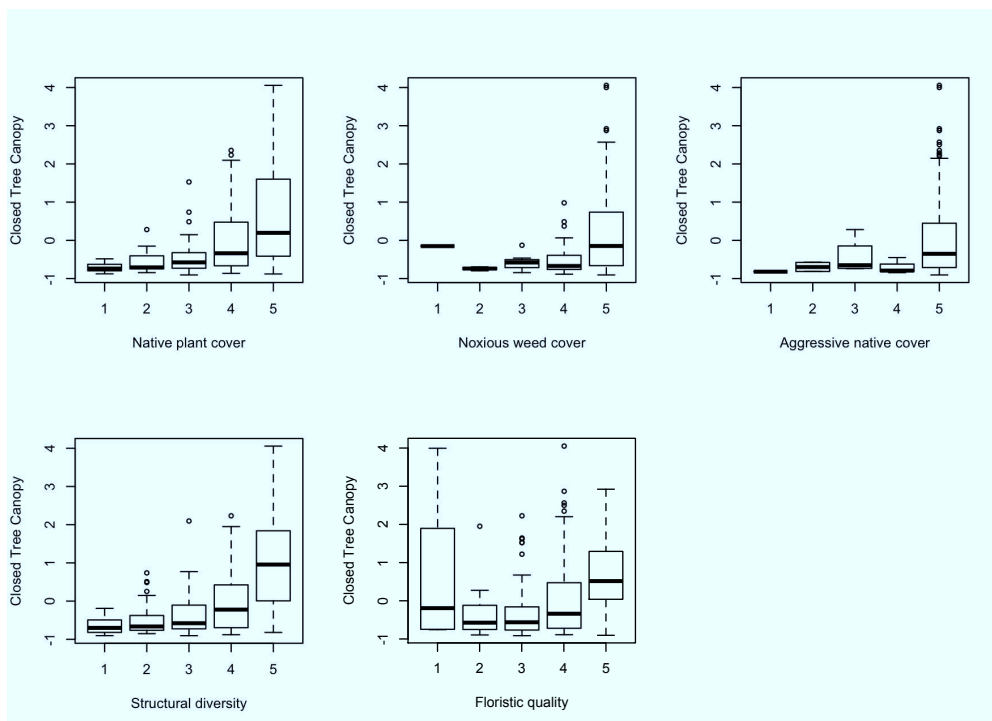 Closed Tree Canopy
4
3
2
1
0
-1
1 2 3 4 5
Native plant cover
Closed Tree Canopy
4
3
2
1
0
-1
1 2 3 4 5
Noxious weed cover
Closed Tree Canopy
4
3
2
1
0
-1
1 2 3 4 5
Aggressive native cover
Closed Tree Canopy
4
3
2
1
0
-1
1 2 3 4 5
Structural diversity
Closed Tree Canopy
4
3
2
1
0
-1
1 2 3 4 5
Floristic quality